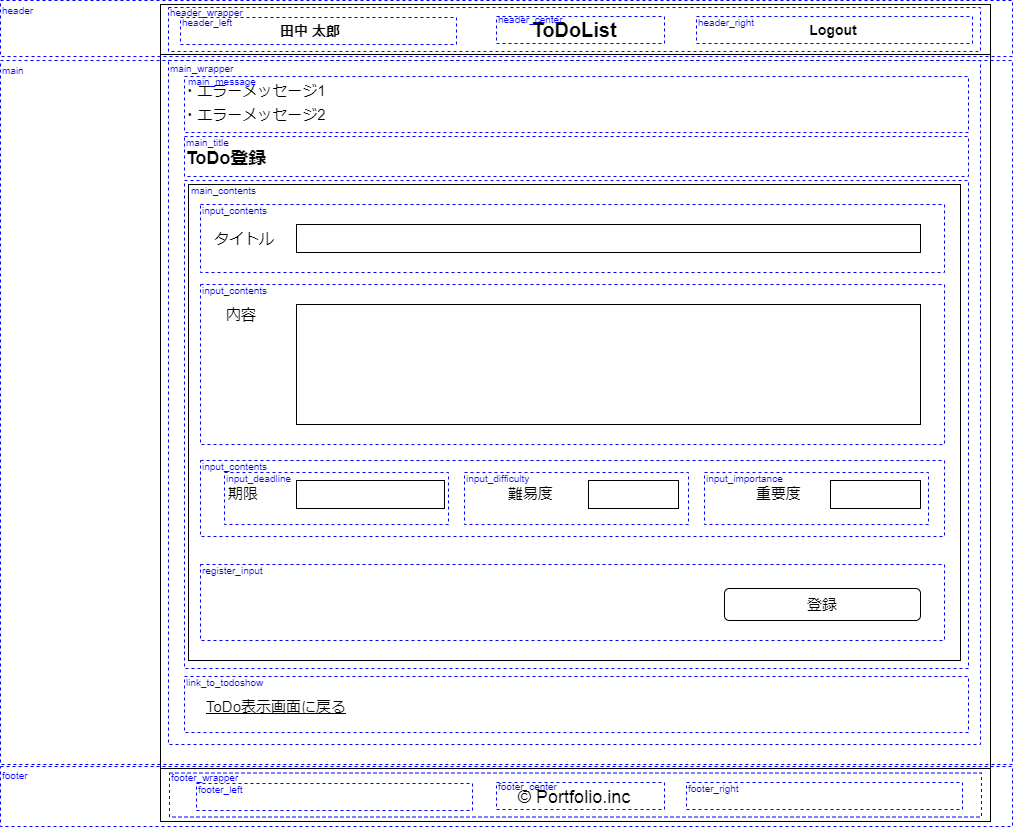 header
header_wrapper
header_left
田中 太郎
header_center
ToDoList
header_right
Logout
main
main_wrapper
main_message
・エラーメッセージ1
・エラーメッセージ2
main_title
ToDo登録
main_contents
input_contents
タイトル
input_contents
内容
input_contents
input_deadline
期限
input_difficulty
難易度
input_importance
重要度
register_input
登録
link_to_todoshow
ToDo表示画面に戻る
footer
footer_wrapper
footer_left
footer_center
© Portfolio.inc
footer_right